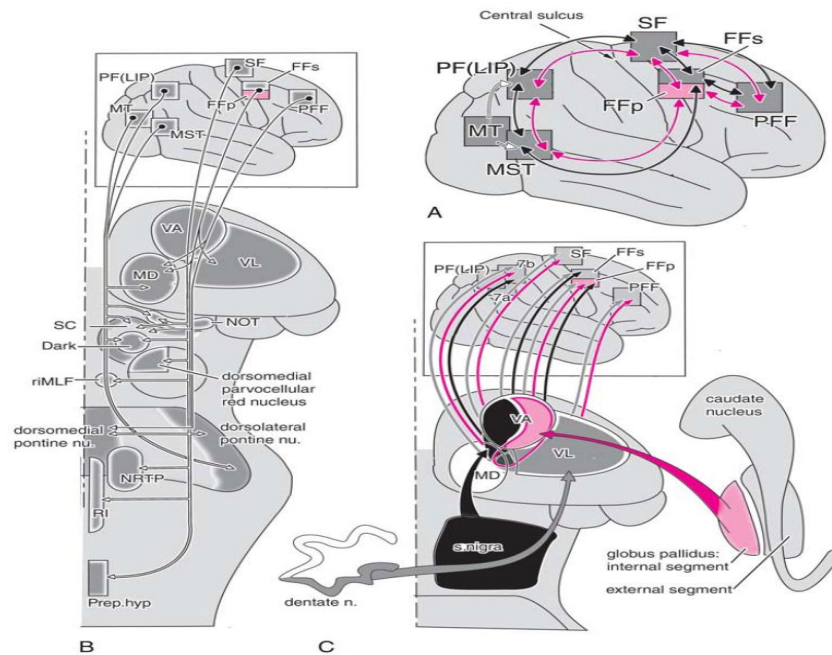 SF
FFs
PF(LIP)
FFp
MT
PFF
MST
VA
VL
MD
SC
NOT
Dark
riMLF
dorsomedial
parvocellular
red nucleus
dorsomedial
pontine nu.
dorsolateral
pontine nu.
NRTP
RI
Prep.hyp
B
Central sulcus
SF
FFs
PF(LIP)
FFp
MT
PFF
MST
A
SF
FFs
7b
FFp
PF(LIP)
7a
PFF
VA
VL
MD
s.nigra
dentate n.
caudate
nucleus
globus pallidus:
internal segment
external segment
C